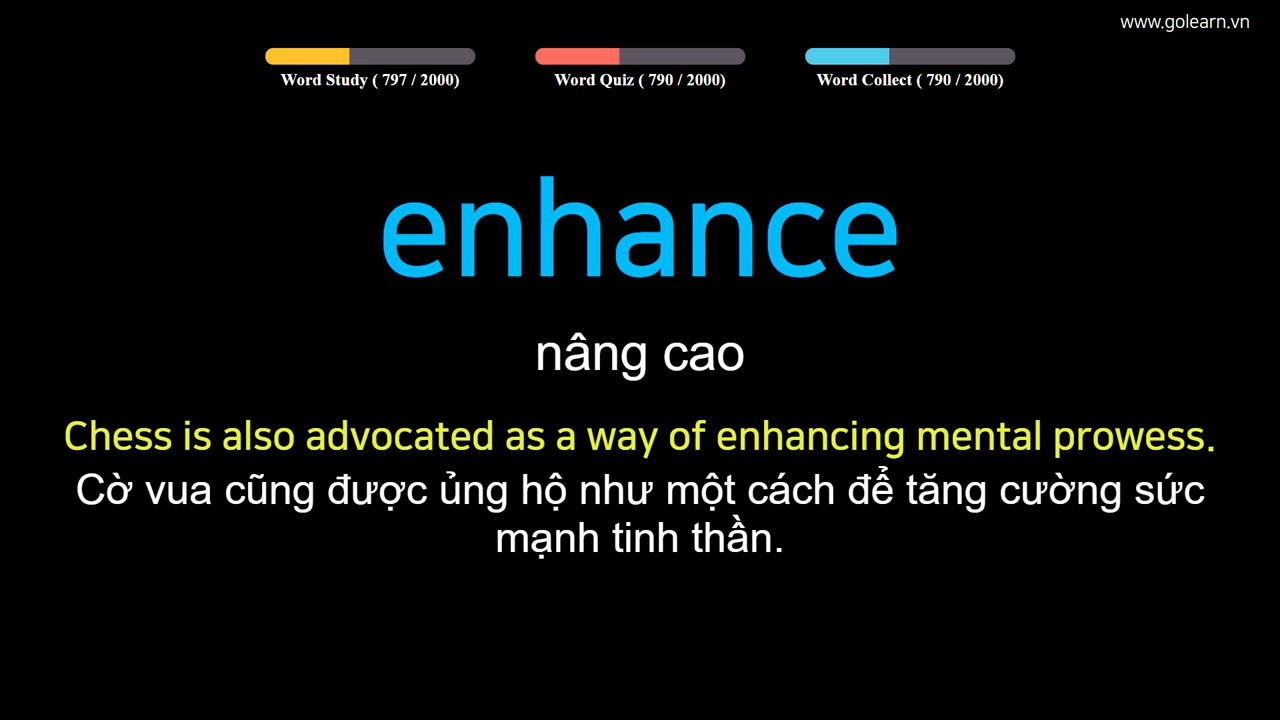 www.golearn.vn
Word Study ( 797 / 2000)
Word Quiz ( 790 / 2000)
Word Collect ( 790 / 2000)
enhance
nâng cao
Chess is also advocated as a way of enhancing mental prowess.
Cờ vua cũng được ủng hộ như một cách để tăng cường sức
mạnh tinh thần.